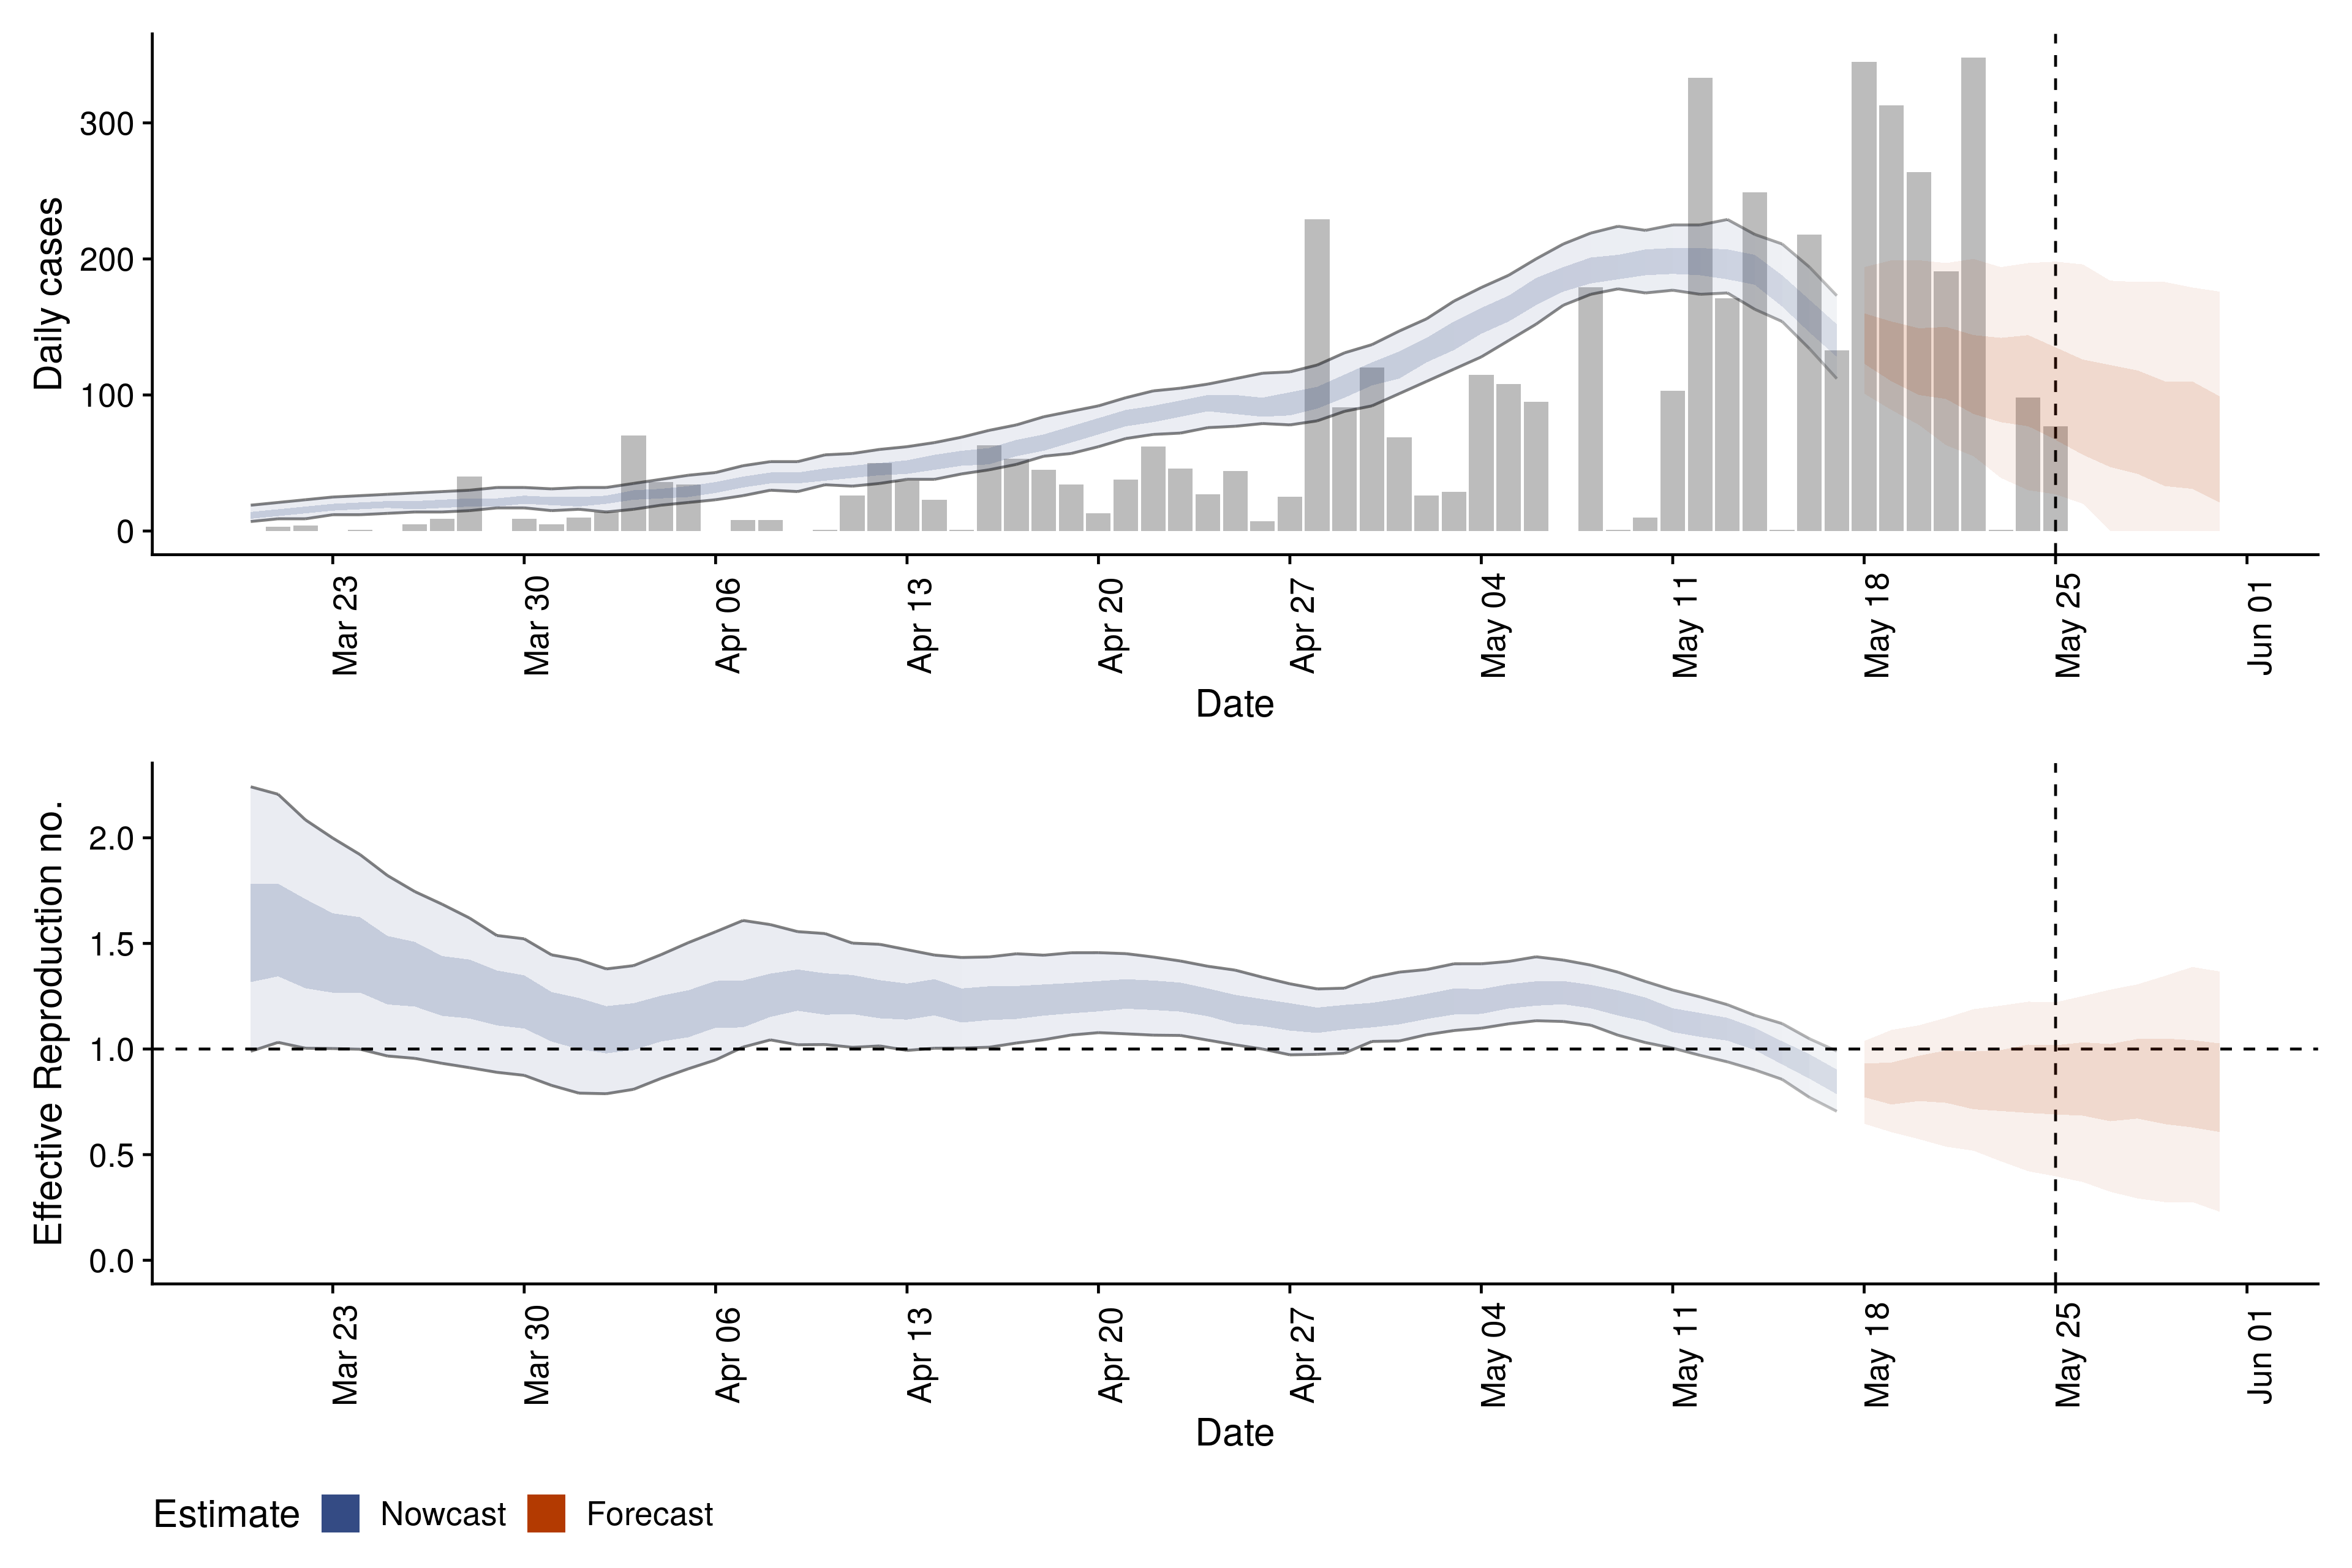 Daily cases
300
200
100
0
Mar 23
Mar 30
Apr 06
Apr 13
Apr 20
Apr 27
May 04
May 11
May 18
May 25
Jun 01
Date
Effective Reproduction no.
2.0
1.5
1.0
0.5
0.0
Mar 23
Mar 30
Apr 06
Apr 13
Apr 20
Apr 27
May 04
May 11
May 18
May 25
Jun 01
Date
Estimate Nowcast Forecast